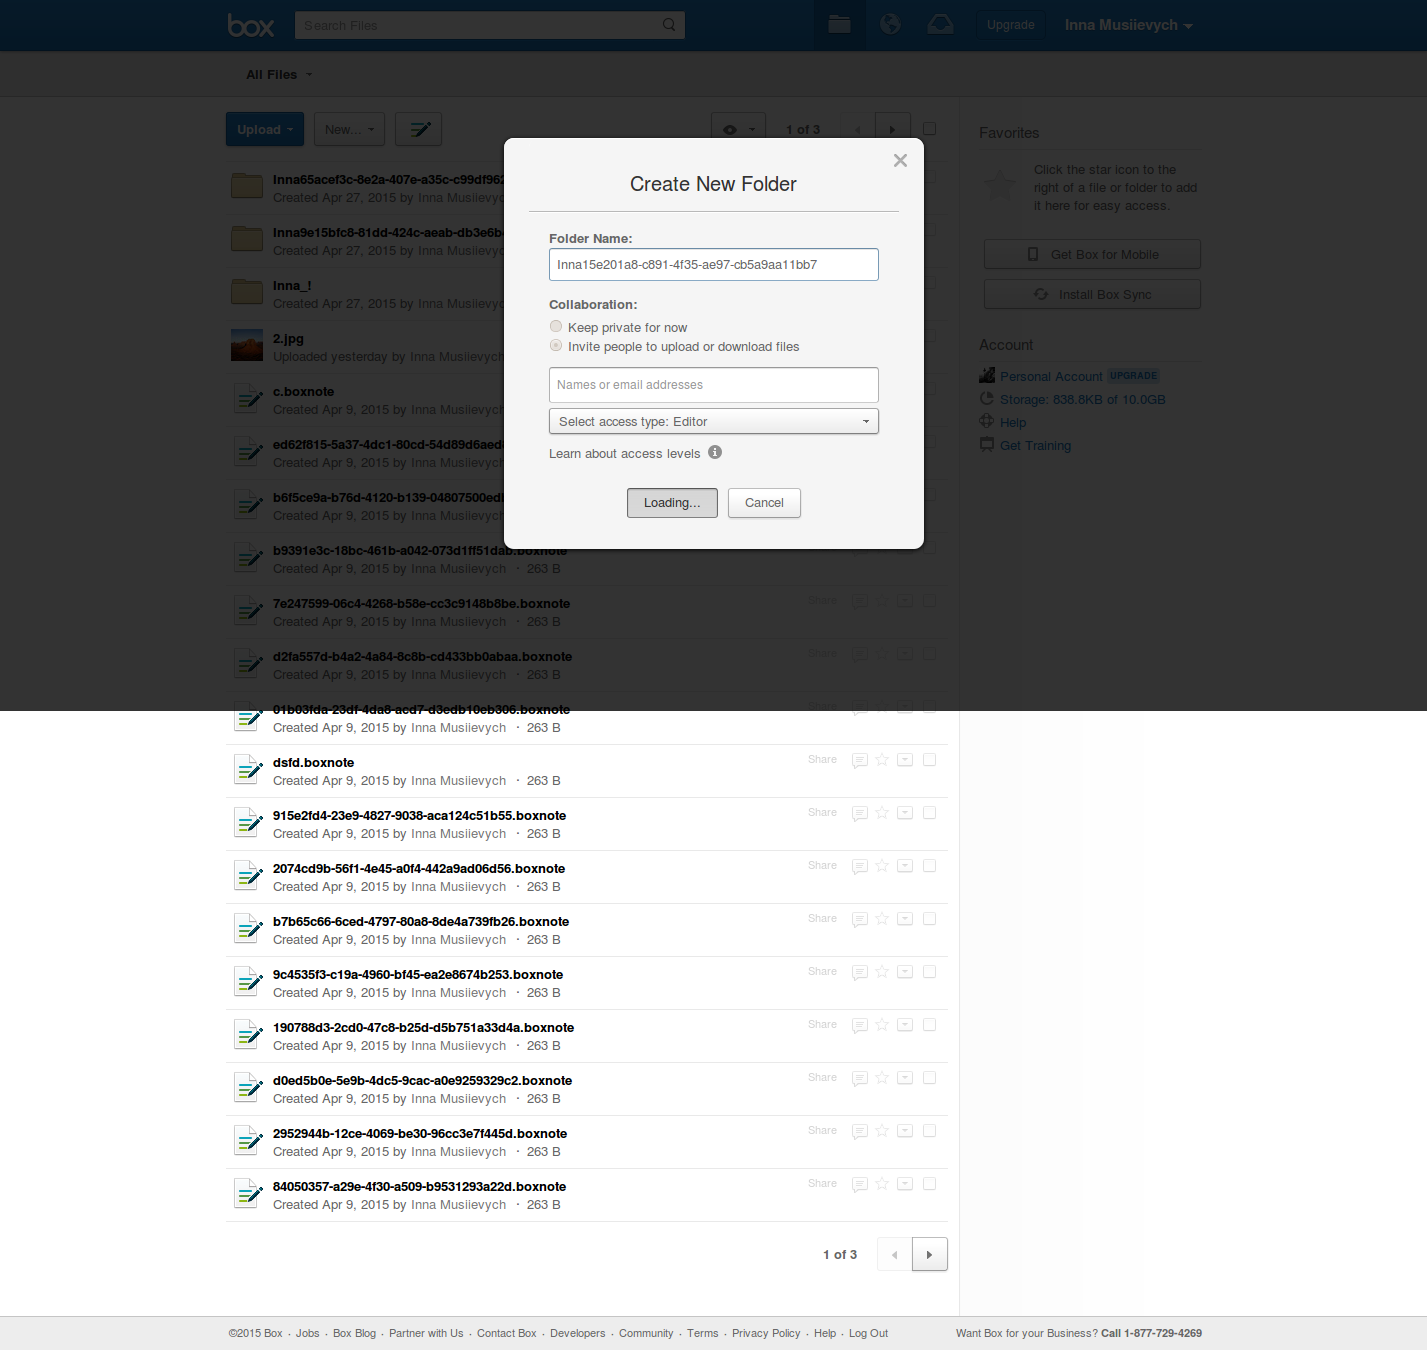 box
Search Files
Upgrade
Inna Musiievych
All Files
Upload
New...
1 of 3
Create New Folder
Folder Name:
Inna15e201a8-c891-4f35-ae97-cb5a9aa11bb7
Collaboration:
Keep private for now
Invite people to upload or download files
Names or email addresses
Select access type: Editor
Learn about access levels
Loading...
Cancel
Inna65acef3c-8e2a-407e-a35c-c99df962
Created Apr 27, 2015 by Inna Musiievych
Inna9e15bfc8-81dd-424c-aeab-db3e6b
Created Apr 27, 2015 by Inna Musiievych
Inna_!
Created Apr 27, 2015 by Inna Musiievych
2.jpg
Uploaded yesterday by Inna Musiievych
c.boxnote
Created Apr 9, 2015 by Inna Musiievych
ed62f815-5a37-4dc1-80cd-54d89d6aed
Created Apr 9, 2015 by Inna Musiievych
b6f5ce9a-b76d-4120-b139-04807500edf
Created Apr 9, 2015 by Inna Musiievych
b9391e3c-18bc-461b-a042-073d1ff51dab.boxnote
Created Apr 9, 2015 by Inna Musiievych · 263 B
7e247599-06c4-4268-b58e-cc3c9148b8be.boxnote
Share
Created Apr 9, 2015 by Inna Musiievych · 263 B
d2fa557d-b4a2-4a84-8c8b-cd433bb0abaa.boxnote
Share
Created Apr 9, 2015 by Inna Musiievych · 263 B
01b03fda-23df-4da8-acd7-d3edb10eb306.boxnote
Created Apr 9, 2015 by Inna Musiievych · 263 B
dsfd.boxnote
Share
Created Apr 9, 2015 by Inna Musiievych · 263 B
915e2fd4-23e9-4827-9038-aca124c51b55.boxnote
Share
Created Apr 9, 2015 by Inna Musiievych · 263 B
2074cd9b-56f1-4e45-a0f4-442a9ad06d56.boxnote
Share
Created Apr 9, 2015 by Inna Musiievych · 263 B
b7b65c66-6ced-4797-80a8-8de4a739fb26.boxnote
Share
Created Apr 9, 2015 by Inna Musiievych · 263 B
9c4535f3-c19a-4960-bf45-ea2e8674b253.boxnote
Share
Created Apr 9, 2015 by Inna Musiievych · 263 B
190788d3-2cd0-47c8-b25d-d5b751a33d4a.boxnote
Share
Created Apr 9, 2015 by Inna Musiievych · 263 B
d0ed5b0e-5e9b-4dc5-9cac-a0e9259329c2.boxnote
Share
Created Apr 9, 2015 by Inna Musiievych · 263 B
2952944b-12ce-4069-be30-96cc3e7f445d.boxnote
Share
Created Apr 9, 2015 by Inna Musiievych · 263 B
84050357-a29e-4f30-a509-b9531293a22d.boxnote
Share
Created Apr 9, 2015 by Inna Musiievych · 263 B
1 of 3
Favorites
Click the star icon to the
right of a file or folder to add
it here for easy access.
Get Box for Mobile
Install Box Sync
Account
Personal Account UPGRADE
Storage: 838.8KB of 10.0GB
Help
Get Training
©2015 Box · Jobs · Box Blog · Partner with Us · Contact Box · Developers · Community · Terms · Privacy Policy · Help · Log Out
Want Box for your Business? Call 1-877-729-4269